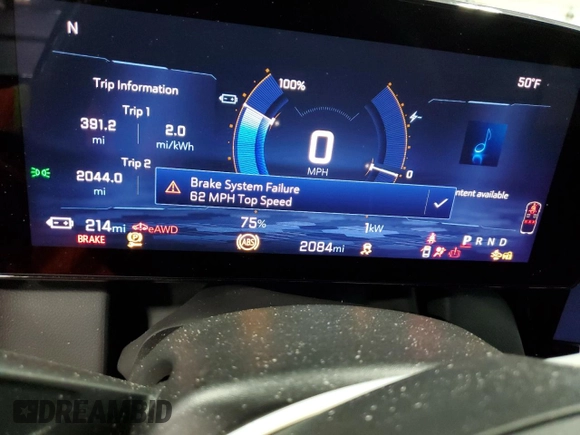 N
50°F
100%
Trip Information
Trip 1
391.2 mi
2.0 mi/kWh
0
MPH
0
Trip 2
2044.0 mi
Brake System Failure
62 MPH Top Speed
ntent available
214mi
eAWD
75%
1kW
PRND
BRAKE
ABS
2084mi
DREAMBID